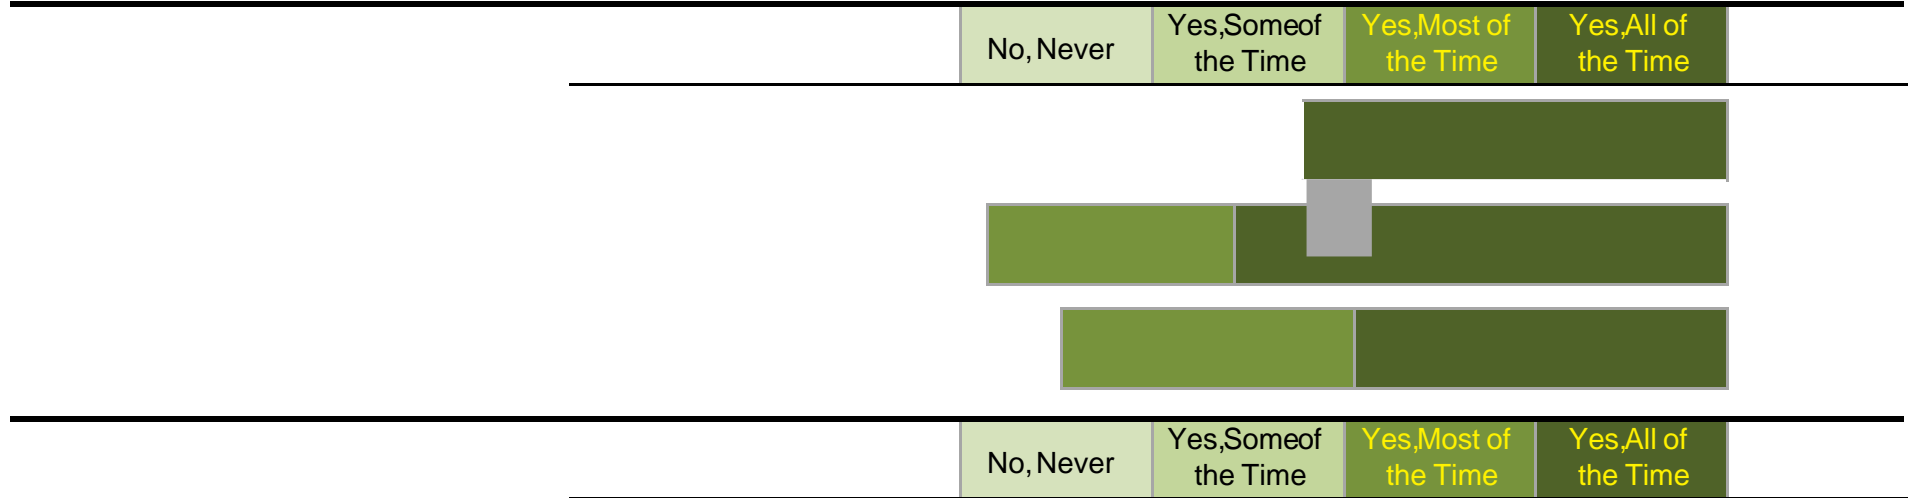 No, Never
Yes,Someof
the Time
Yes,Most of
the Time
Yes,All of
the Time
No, Never
Yes,Someof
the Time
Yes,Most of
the Time
Yes,All of
the Time